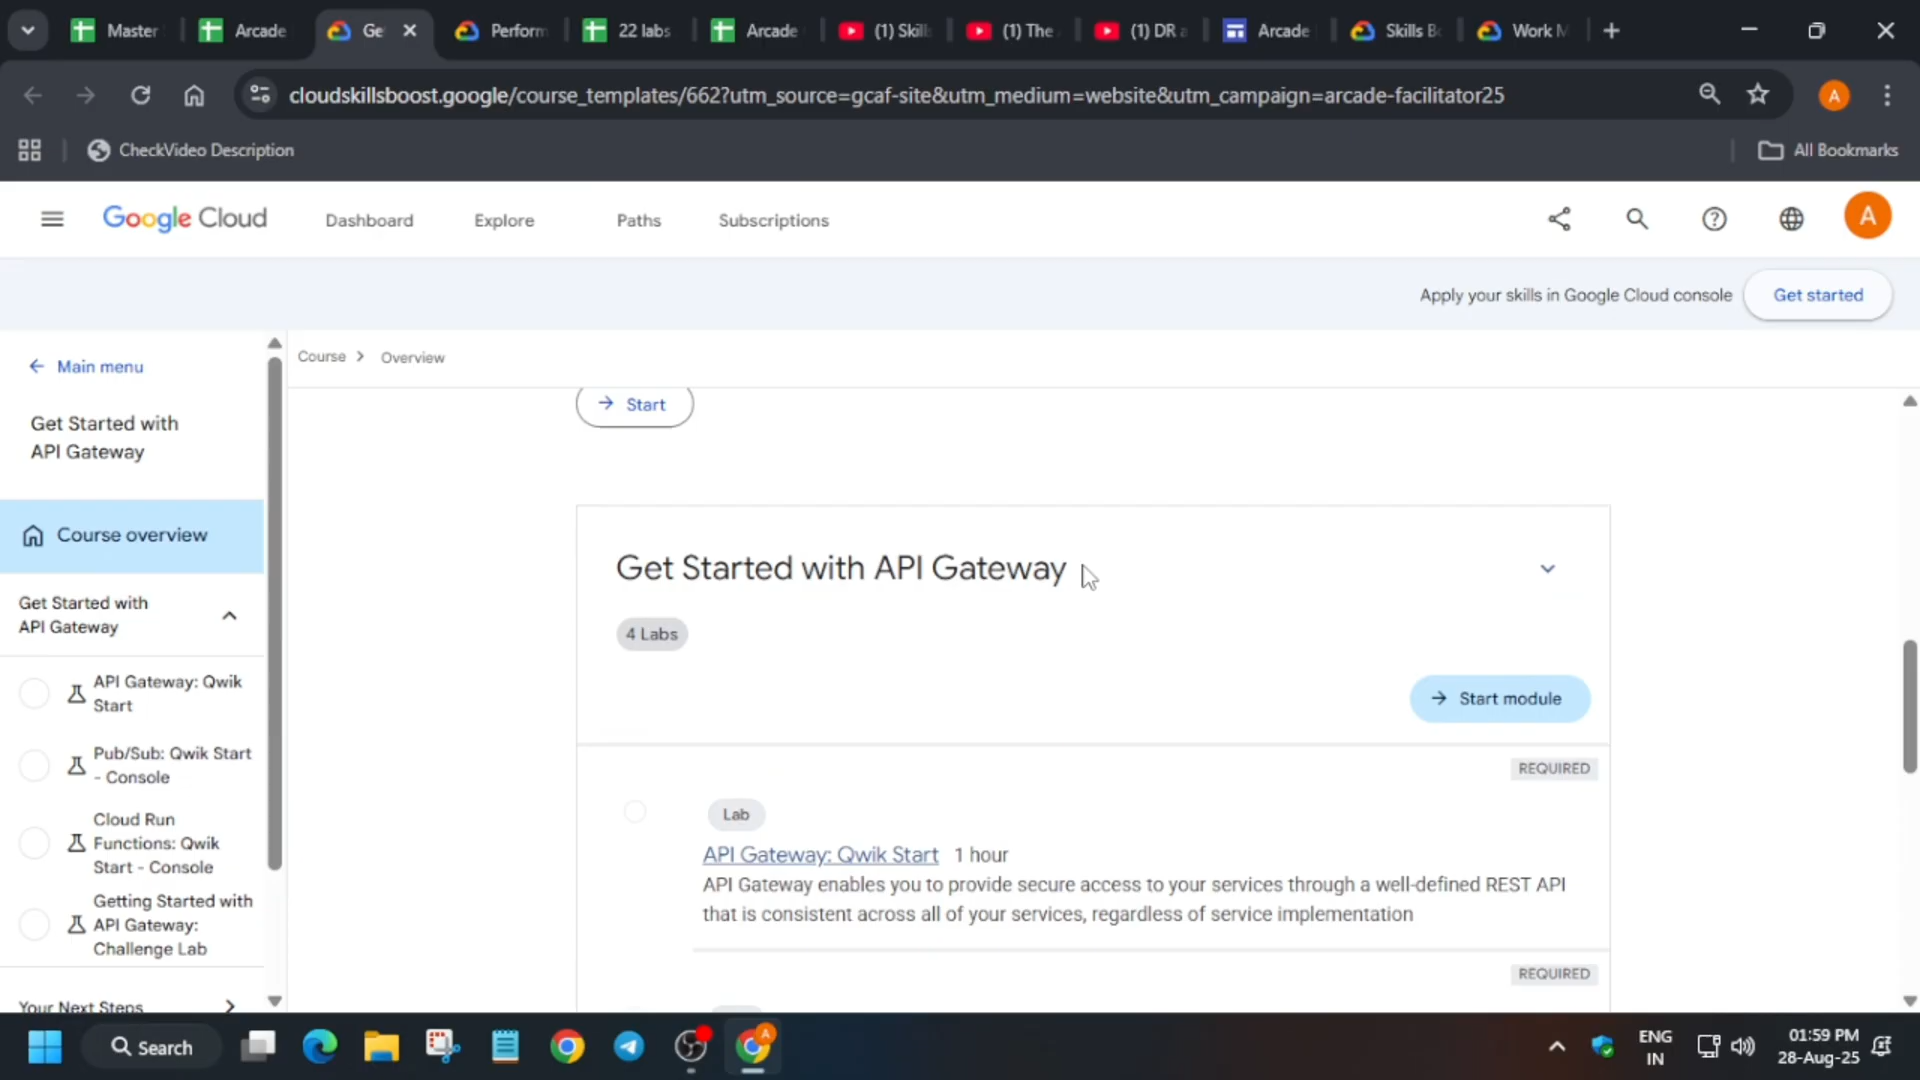 Master
Arcade
Ge
Perform
22 labs
Arcade
(1) Skil
(1) The
(1) DR a
Arcade
Skills B
Work M
cloudskillsboost.google/course_templates/662?utm_source=gcaf-site&utm_medium=website&utm_campaign=arcade-facilitator25
A
CheckVideo Description
All Bookmarks
Google Cloud
Dashboard
Explore
Paths
Subscriptions
A
Apply your skills in Google Cloud console
Get started
Main menu
Get Started with
API Gateway
Course overview
Get Started with
API Gateway
API Gateway: Qwik
Start
Pub/Sub: Qwik Start
- Console
Cloud Run
Functions: Qwik
Start - Console
Getting Started with
API Gateway:
Challenge Lab
Your Next Steps
Course > Overview
Start
Get Started with API Gateway
4 Labs
Start module
REQUIRED
Lab
API Gateway: Qwik Start 1 hour
API Gateway enables you to provide secure access to your services through a well-defined REST API
that is consistent across all of your services, regardless of service implementation
REQUIRED
Search
A
ENG
IN
01:59 PM
28-Aug-25